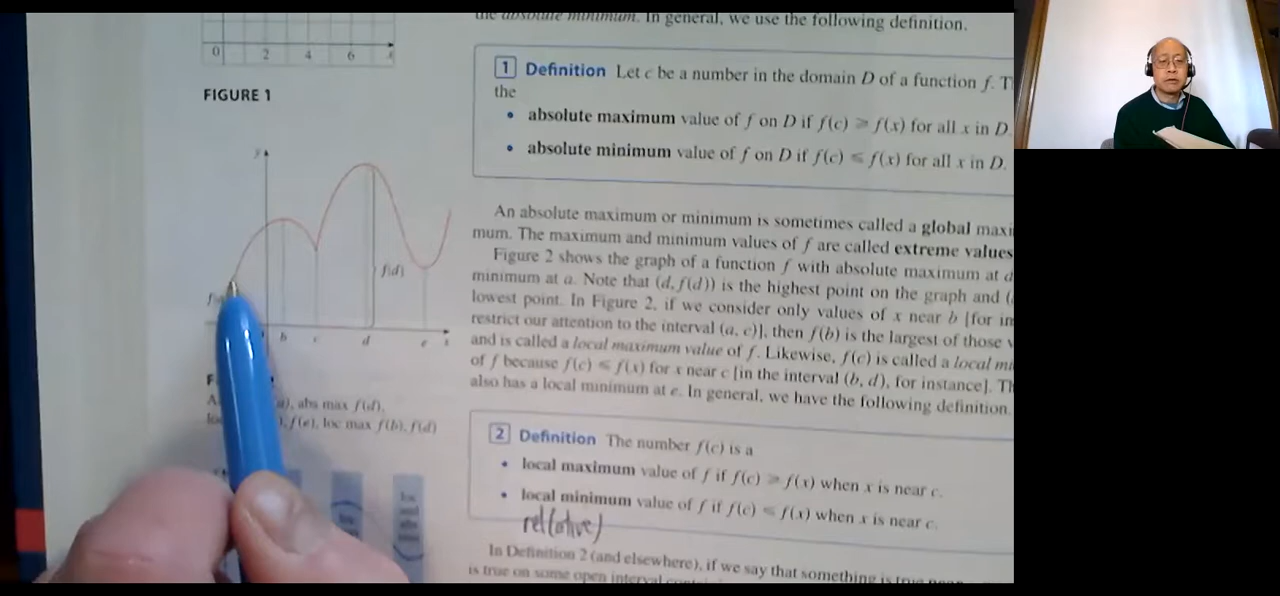 the absolute minimum. In general, we use the following definition.
0 2 4 6 x
FIGURE 1
1 Definition Let c be a number in the domain D of a function f. T
the
• absolute maximum value of f on D if f(c) ⩾ f(x) for all x in D.
• absolute minimum value of f on D if f(c) ⩽ f(x) for all x in D.
y
f(d)
b c d e x
An absolute maximum or minimum is sometimes called a global maxi
mum. The maximum and minimum values of f are called extreme values
Figure 2 shows the graph of a function f with absolute maximum at d
minimum at a. Note that (d, f(d)) is the highest point on the graph and (
lowest point. In Figure 2, if we consider only values of x near b [for in
restrict our attention to the interval (a, c)], then f(b) is the largest of those
and is called a local maximum value of f. Likewise, f(c) is called a local mi
of f because f(c) ⩽ f(x) for x near c [in the interval (b, d), for instance]. Th
also has a local minimum at e. In general, we have the following definition.
a), abs max f(d),
f(e), loc max f(b), f(d)
2 Definition The number f(c) is a
• local maximum value of f if f(c) ⩾ f(x) when x is near c.
• local minimum value of f if f(c) ⩽ f(x) when x is near c.
rel(ative)
loc
and
abs
In Definition 2 (and elsewhere), if we say that something is true
is true on some open interval